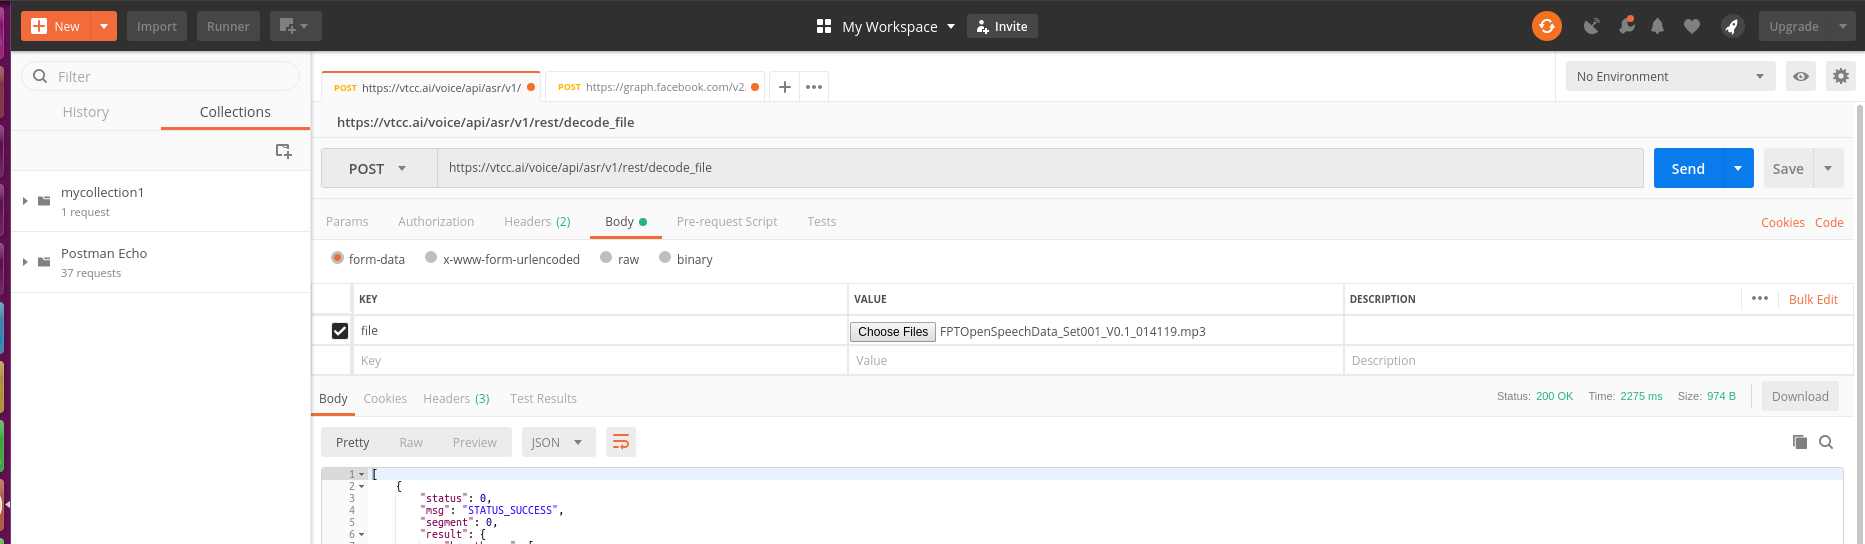 New Import Runner My Workspace Invite Upgrade
Filter
History Collections
mycollection1
1 request
Postman Echo
37 requests
POST https://vtcc.ai/voice/api/asr/v1/ POST https://graph.facebook.com/v2. No Environment
https://vtcc.ai/voice/api/asr/v1/rest/decode_file
POST https://vtcc.ai/voice/api/asr/v1/rest/decode_file Send Save
Params Authorization Headers (2) Body Pre-request Script Tests Cookies Code
form-data x-www-form-urlencoded raw binary
KEY VALUE DESCRIPTION Bulk Edit
file Choose Files FPTOpenSpeechData_Set001_V0.1_014119.mp3
Key Value Description
Body Cookies Headers (3) Test Results Status: 200 OK Time: 2275 ms Size: 974 B Download
Pretty Raw Preview JSON
1 [
2 {
3 "status": 0,
4 "msg": "STATUS_SUCCESS",
5 "segment": 0,
6 "result": {